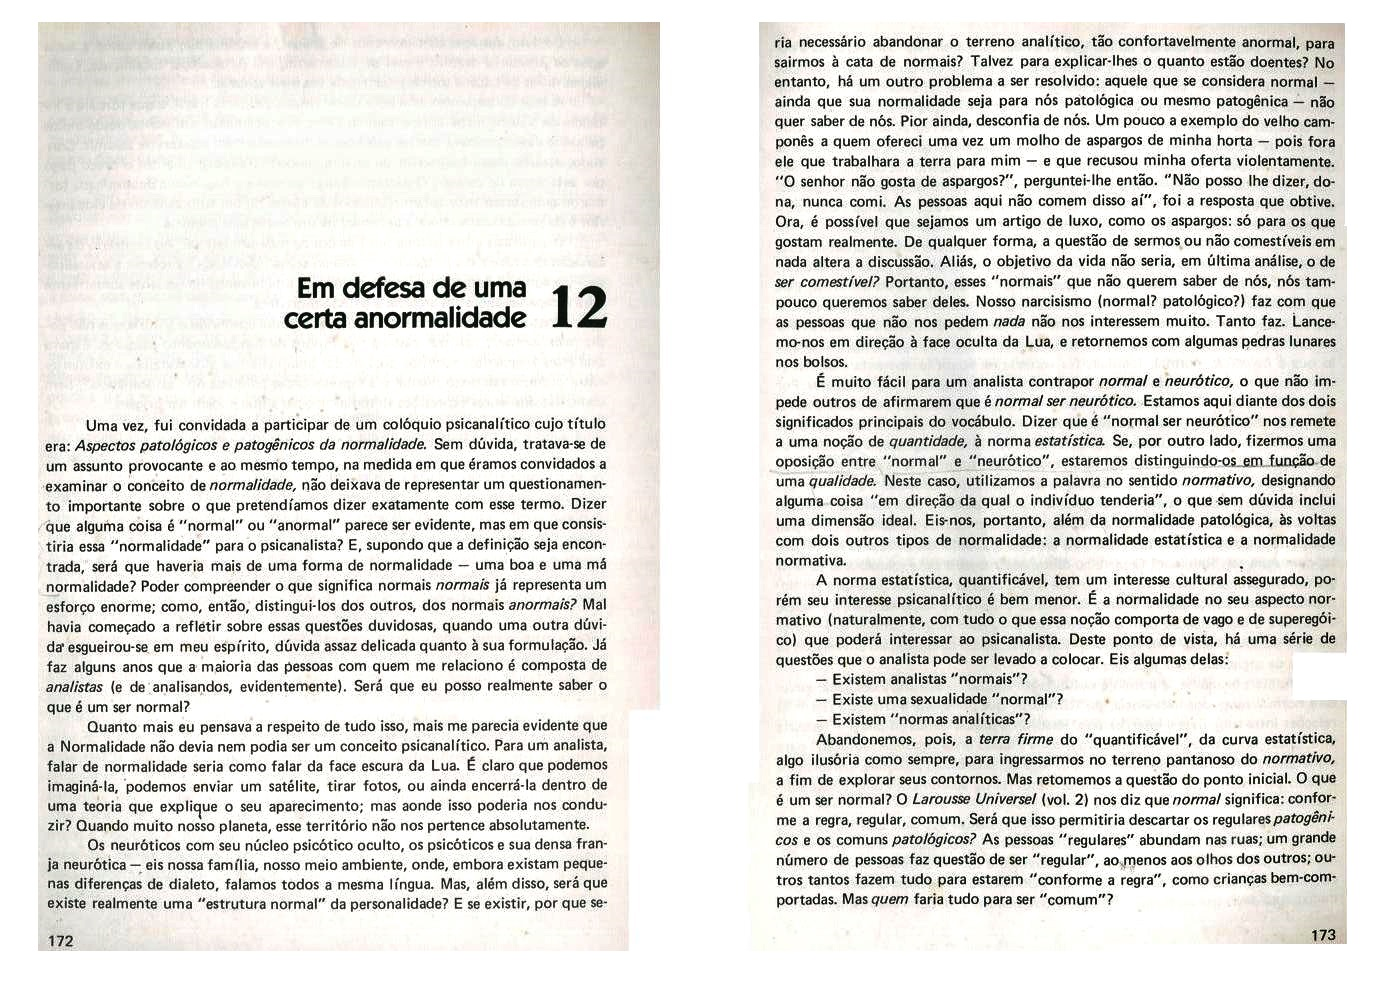 Em defesa de uma
certa anormalidade 12
Uma vez, fui convidada a participar de um colóquio psicanalítico cujo título
era: Aspectos patológicos e patogênicos da normalidade. Sem dúvida, tratava-se de
um assunto provocante e ao mesmo tempo, na medida em que éramos convidados a
examinar o conceito de normalidade, não deixava de representar um questionamen-
to importante sobre o que pretendíamos dizer exatamente com esse termo. Dizer
que alguma coisa é "normal" ou "anormal" parece ser evidente, mas em que consis-
tiria essa "normalidade" para o psicanalista? E, supondo que a definição seja encon-
trada, será que haveria mais de uma forma de normalidade — uma boa e uma má
normalidade? Poder compreender o que significa normais normais já representa um
esforço enorme; como, então, distingui-los dos outros, dos normais anormais? Mal
havia começado a refletir sobre essas questões duvidosas, quando uma outra dúvi-
da esgueirou-se em meu espírito, dúvida assaz delicada quanto à sua formulação. Já
faz alguns anos que a maioria das pessoas com quem me relaciono é composta de
analistas (e de analisandos, evidentemente). Será que eu posso realmente saber o
que é um ser normal?
Quanto mais eu pensava a respeito de tudo isso, mais me parecia evidente que
a Normalidade não devia nem podia ser um conceito psicanalítico. Para um analista,
falar de normalidade seria como falar da face escura da Lua. É claro que podemos
imaginá-la, podemos enviar um satélite, tirar fotos, ou ainda encerrá-la dentro de
uma teoria que explique o seu aparecimento; mas aonde isso poderia nos condu-
zir? Quando muito nosso planeta, esse território não nos pertence absolutamente.
Os neuróticos com seu núcleo psicótico oculto, os psicóticos e sua densa fran-
ja neurótica — eis nossa família, nosso meio ambiente, onde, embora existam peque-
nas diferenças de dialeto, falamos todos a mesma língua. Mas, além disso, será que
existe realmente uma "estrutura normal" da personalidade? E se existir, por que se-
172
ria necessário abandonar o terreno analítico, tão confortavelmente anormal, para
sairmos à cata de normais? Talvez para explicar-lhes o quanto estão doentes? No
entanto, há um outro problema a ser resolvido: aquele que se considera normal —
ainda que sua normalidade seja para nós patológica ou mesmo patogênica — não
quer saber de nós. Pior ainda, desconfia de nós. Um pouco a exemplo do velho cam-
ponês a quem ofereci uma vez um molho de aspargos de minha horta — pois fora
ele que trabalhara a terra para mim — e que recusou minha oferta violentamente.
"O senhor não gosta de aspargos?", perguntei-lhe então. "Não posso lhe dizer, do-
na, nunca comi. As pessoas aqui não comem disso aí", foi a resposta que obtive.
Ora, é possível que sejamos um artigo de luxo, como os aspargos: só para os que
gostam realmente. De qualquer forma, a questão de sermos ou não comestíveis em
nada altera a discussão. Aliás, o objetivo da vida não seria, em última análise, o de
ser comestível? Portanto, esses "normais" que não querem saber de nós, nós tam-
pouco queremos saber deles. Nosso narcisismo (normal? patológico?) faz com que
as pessoas que não nos pedem nada não nos interessem muito. Tanto faz. Lance-
mo-nos em direção à face oculta da Lua, e retornemos com algumas pedras lunares
nos bolsos.
É muito fácil para um analista contrapor normal e neurótico, o que não im-
pede outros de afirmarem que é normal ser neurótico. Estamos aqui diante dos dois
significados principais do vocábulo. Dizer que é "normal ser neurótico" nos remete
a uma noção de quantidade, à norma estatística. Se, por outro lado, fizermos uma
oposição entre "normal" e "neurótico", estaremos distinguindo-os em função de
uma qualidade. Neste caso, utilizamos a palavra no sentido normativo, designando
alguma coisa "em direção da qual o indivíduo tenderia", o que sem dúvida inclui
uma dimensão ideal. Eis-nos, portanto, além da normalidade patológica, às voltas
com dois outros tipos de normalidade: a normalidade estatística e a normalidade
normativa.
A norma estatística, quantificável, tem um interesse cultural assegurado, po-
rém seu interesse psicanalítico é bem menor. É a normalidade no seu aspecto nor-
mativo (naturalmente, com tudo o que essa noção comporta de vago e de superegói-
co) que poderá interessar ao psicanalista. Deste ponto de vista, há uma série de
questões que o analista pode ser levado a colocar. Eis algumas delas:
— Existem analistas "normais"?
— Existe uma sexualidade "normal"?
— Existem "normas analíticas"?
Abandonemos, pois, a terra firme do "quantificável", da curva estatística,
algo ilusória como sempre, para ingressarmos no terreno pantanoso do normativo,
a fim de explorar seus contornos. Mas retomemos a questão do ponto inicial. O que
é um ser normal? O Larousse Universel (vol. 2) nos diz que normal significa: confor-
me a regra, regular, comum. Será que isso permitiria descartar os regulares patogêni-
cos e os comuns patológicos? As pessoas "regulares" abundam nas ruas; um grande
número de pessoas faz questão de ser "regular", ao menos aos olhos dos outros; ou-
tros tantos fazem tudo para estarem "conforme a regra", como crianças bem-com-
portadas. Mas quem faria tudo para ser "comum"?
173